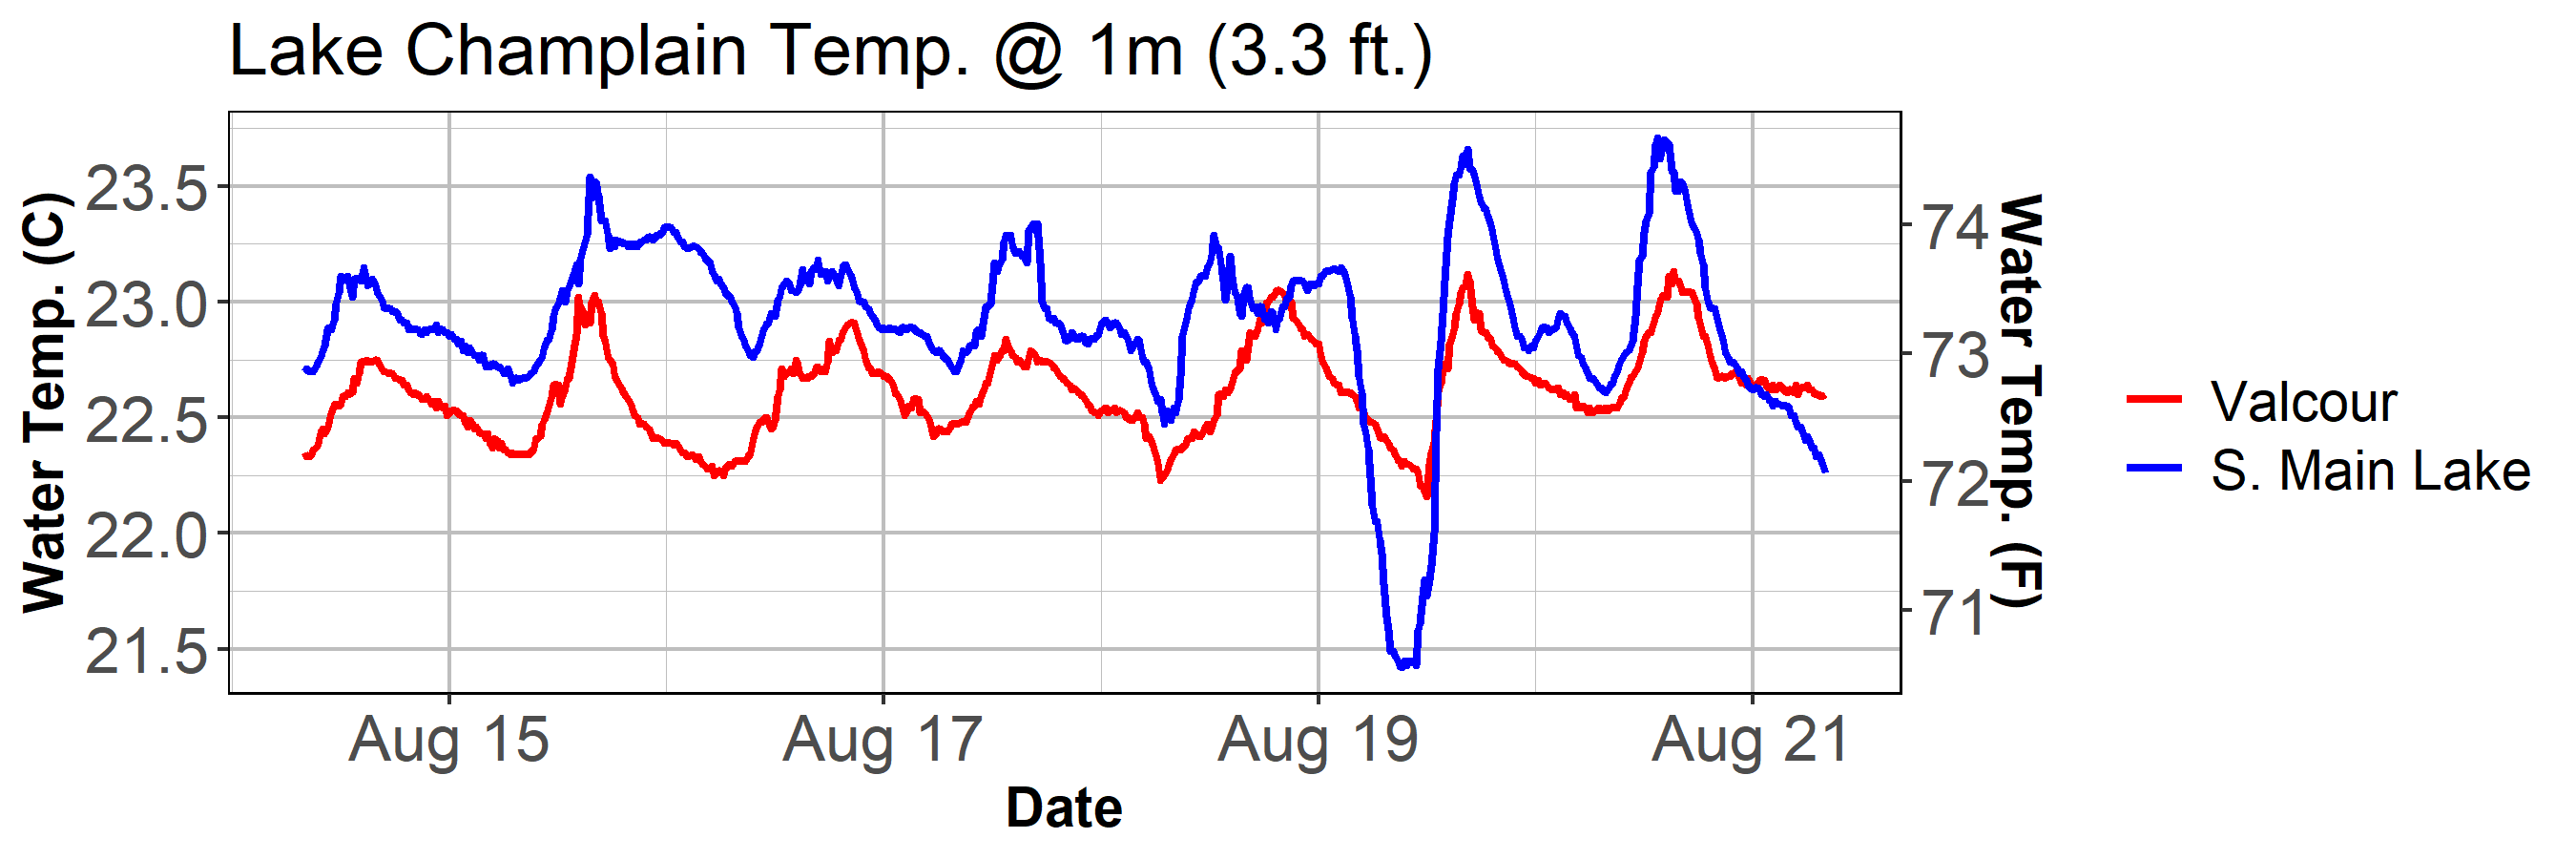 Lake Champlain Temp. @ 1m (3.3 ft.)
Water Temp. (C)
23.5
23.0
22.5
22.0
21.5
74
73
72
71
Water Temp. (F)
Aug 15
Aug 17
Aug 19
Aug 21
Date
Valcour
S. Main Lake